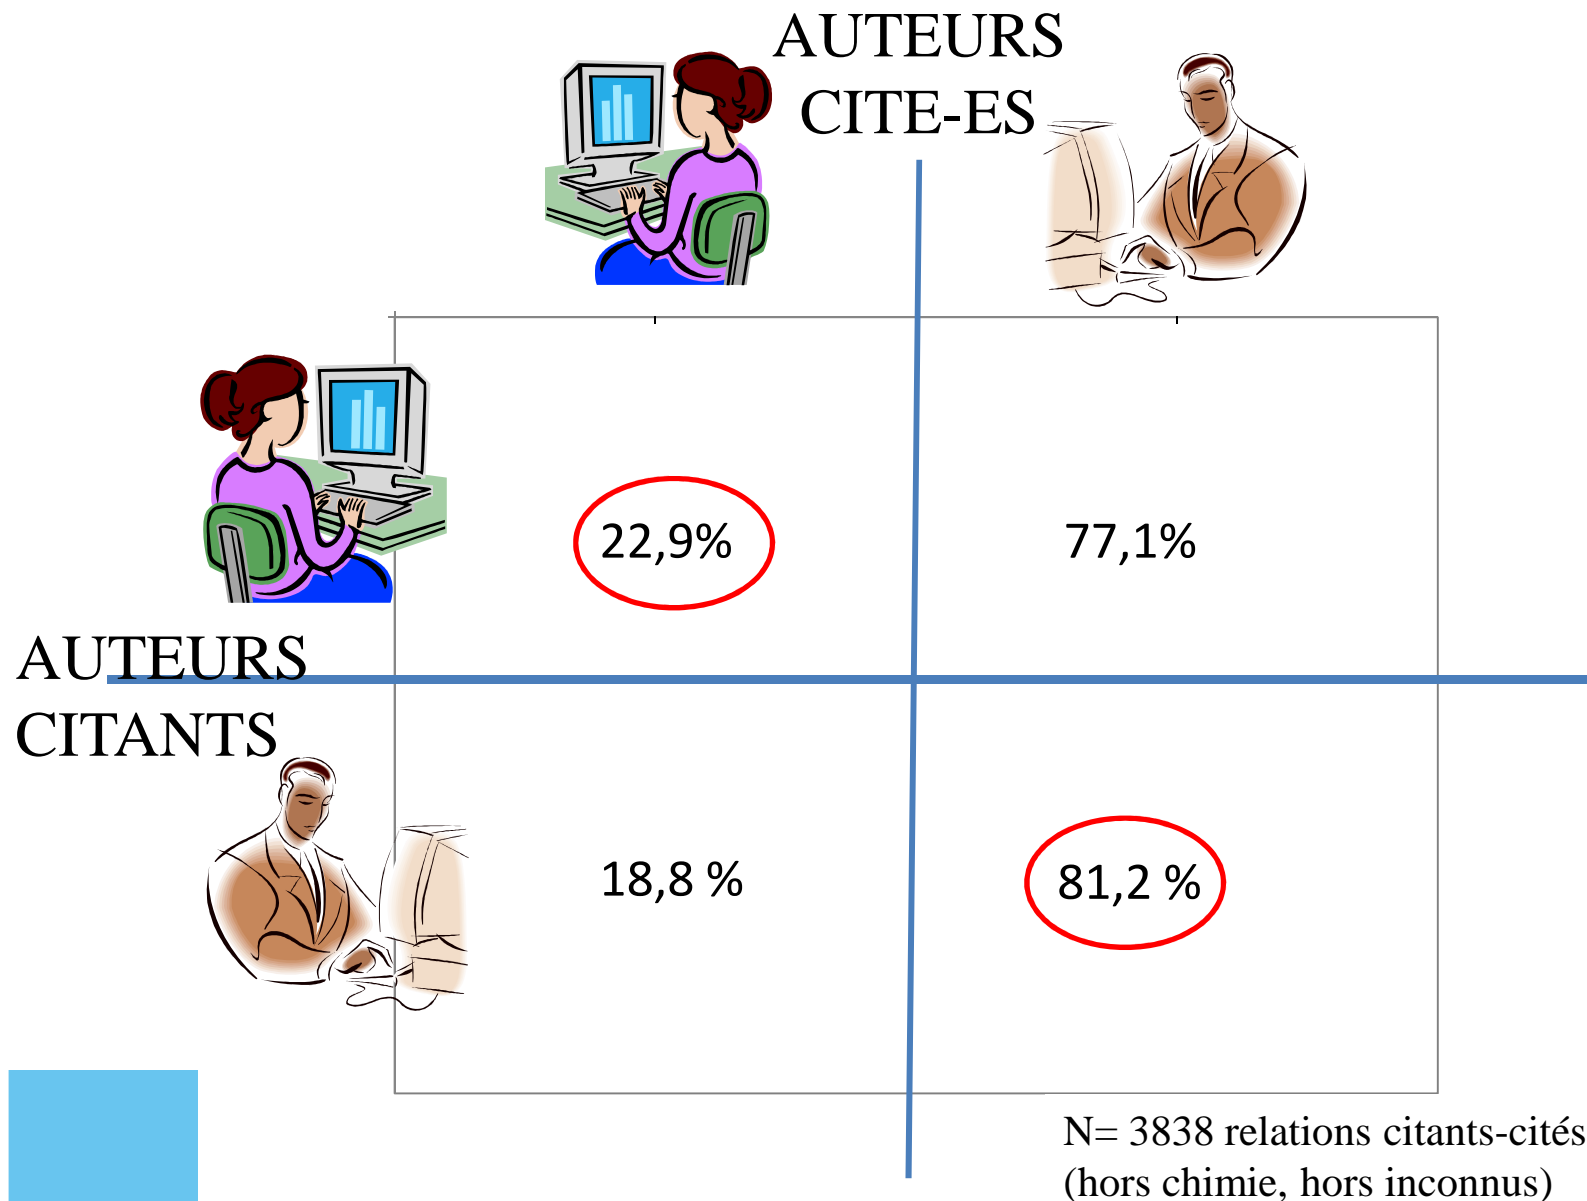 AUTEURS
CITE-ES
22,9%
77,1%
AUTEURS
CITANTS
18,8 %
81,2 %
N= 3838 relations citants-cités
(hors chimie, hors inconnus)